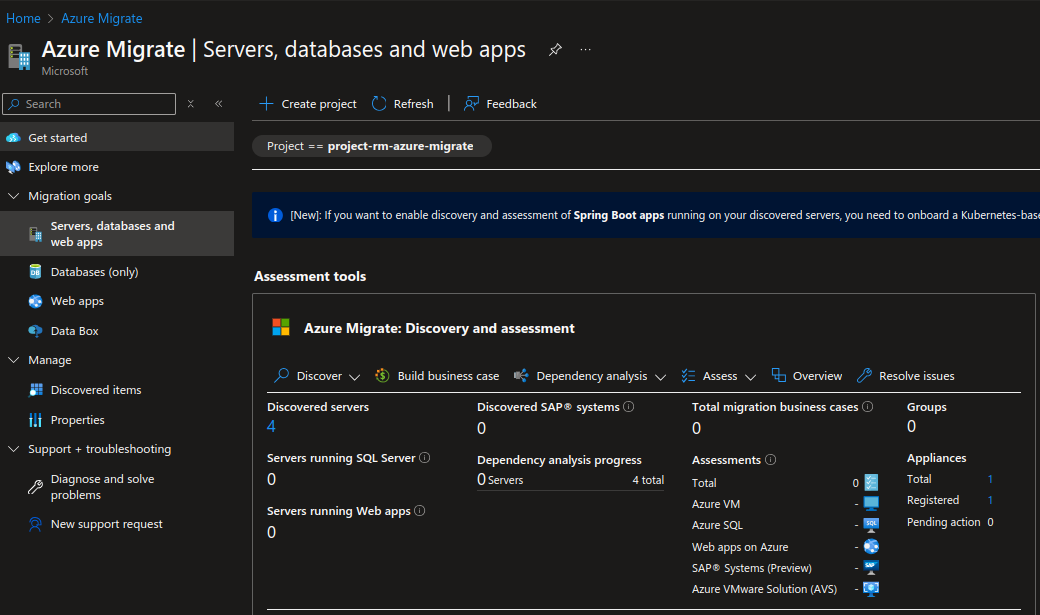 Home > Azure Migrate
Azure Migrate | Servers, databases and web apps
Microsoft
Search
Create project
Refresh
Feedback
Get started
Explore more
Migration goals
Servers, databases and
web apps
Databases (only)
Web apps
Data Box
Manage
Discovered items
Properties
Support + troubleshooting
Diagnose and solve
problems
New support request
Project == project-rm-azure-migrate
[New]: If you want to enable discovery and assessment of Spring Boot apps running on your discovered servers, you need to onboard a Kubernetes-base
Assessment tools
Azure Migrate: Discovery and assessment
Discover
Build business case
Dependency analysis
Assess
Overview
Resolve issues
Discovered servers
4
Servers running SQL Server
0
Servers running Web apps
0
Discovered SAP® systems
0
Dependency analysis progress
0 Servers 4 total
Total migration business cases
0
Assessments
Total 0
Azure VM -
Azure SQL -
Web apps on Azure -
SAP® Systems (Preview) -
Azure VMware Solution (AVS) -
Groups
0
Appliances
Total 1
Registered 1
Pending action 0